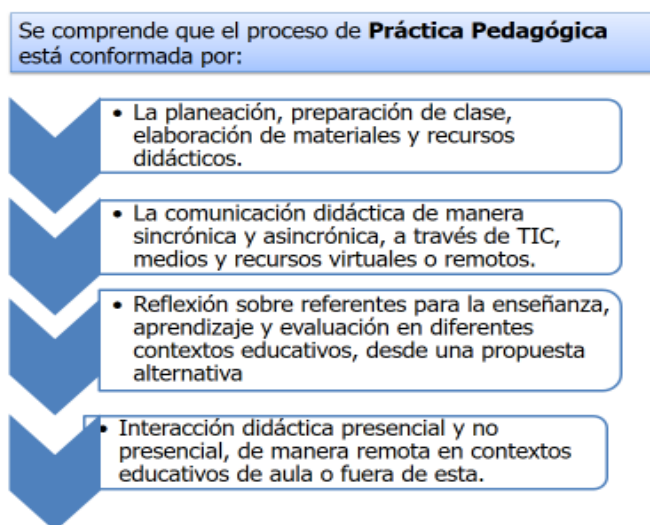 Se comprende que el proceso de Práctica Pedagógica
está conformada por:
• La planeación, preparación de clase,
elaboración de materiales y recursos
didácticos.
• La comunicación didáctica de manera
sincrónica y asincrónica, a través de TIC,
medios y recursos virtuales o remotos.
• Reflexión sobre referentes para la enseñanza,
aprendizaje y evaluación en diferentes
contextos educativos, desde una propuesta
alternativa
• Interacción didáctica presencial y no
presencial, de manera remota en contextos
educativos de aula o fuera de esta.